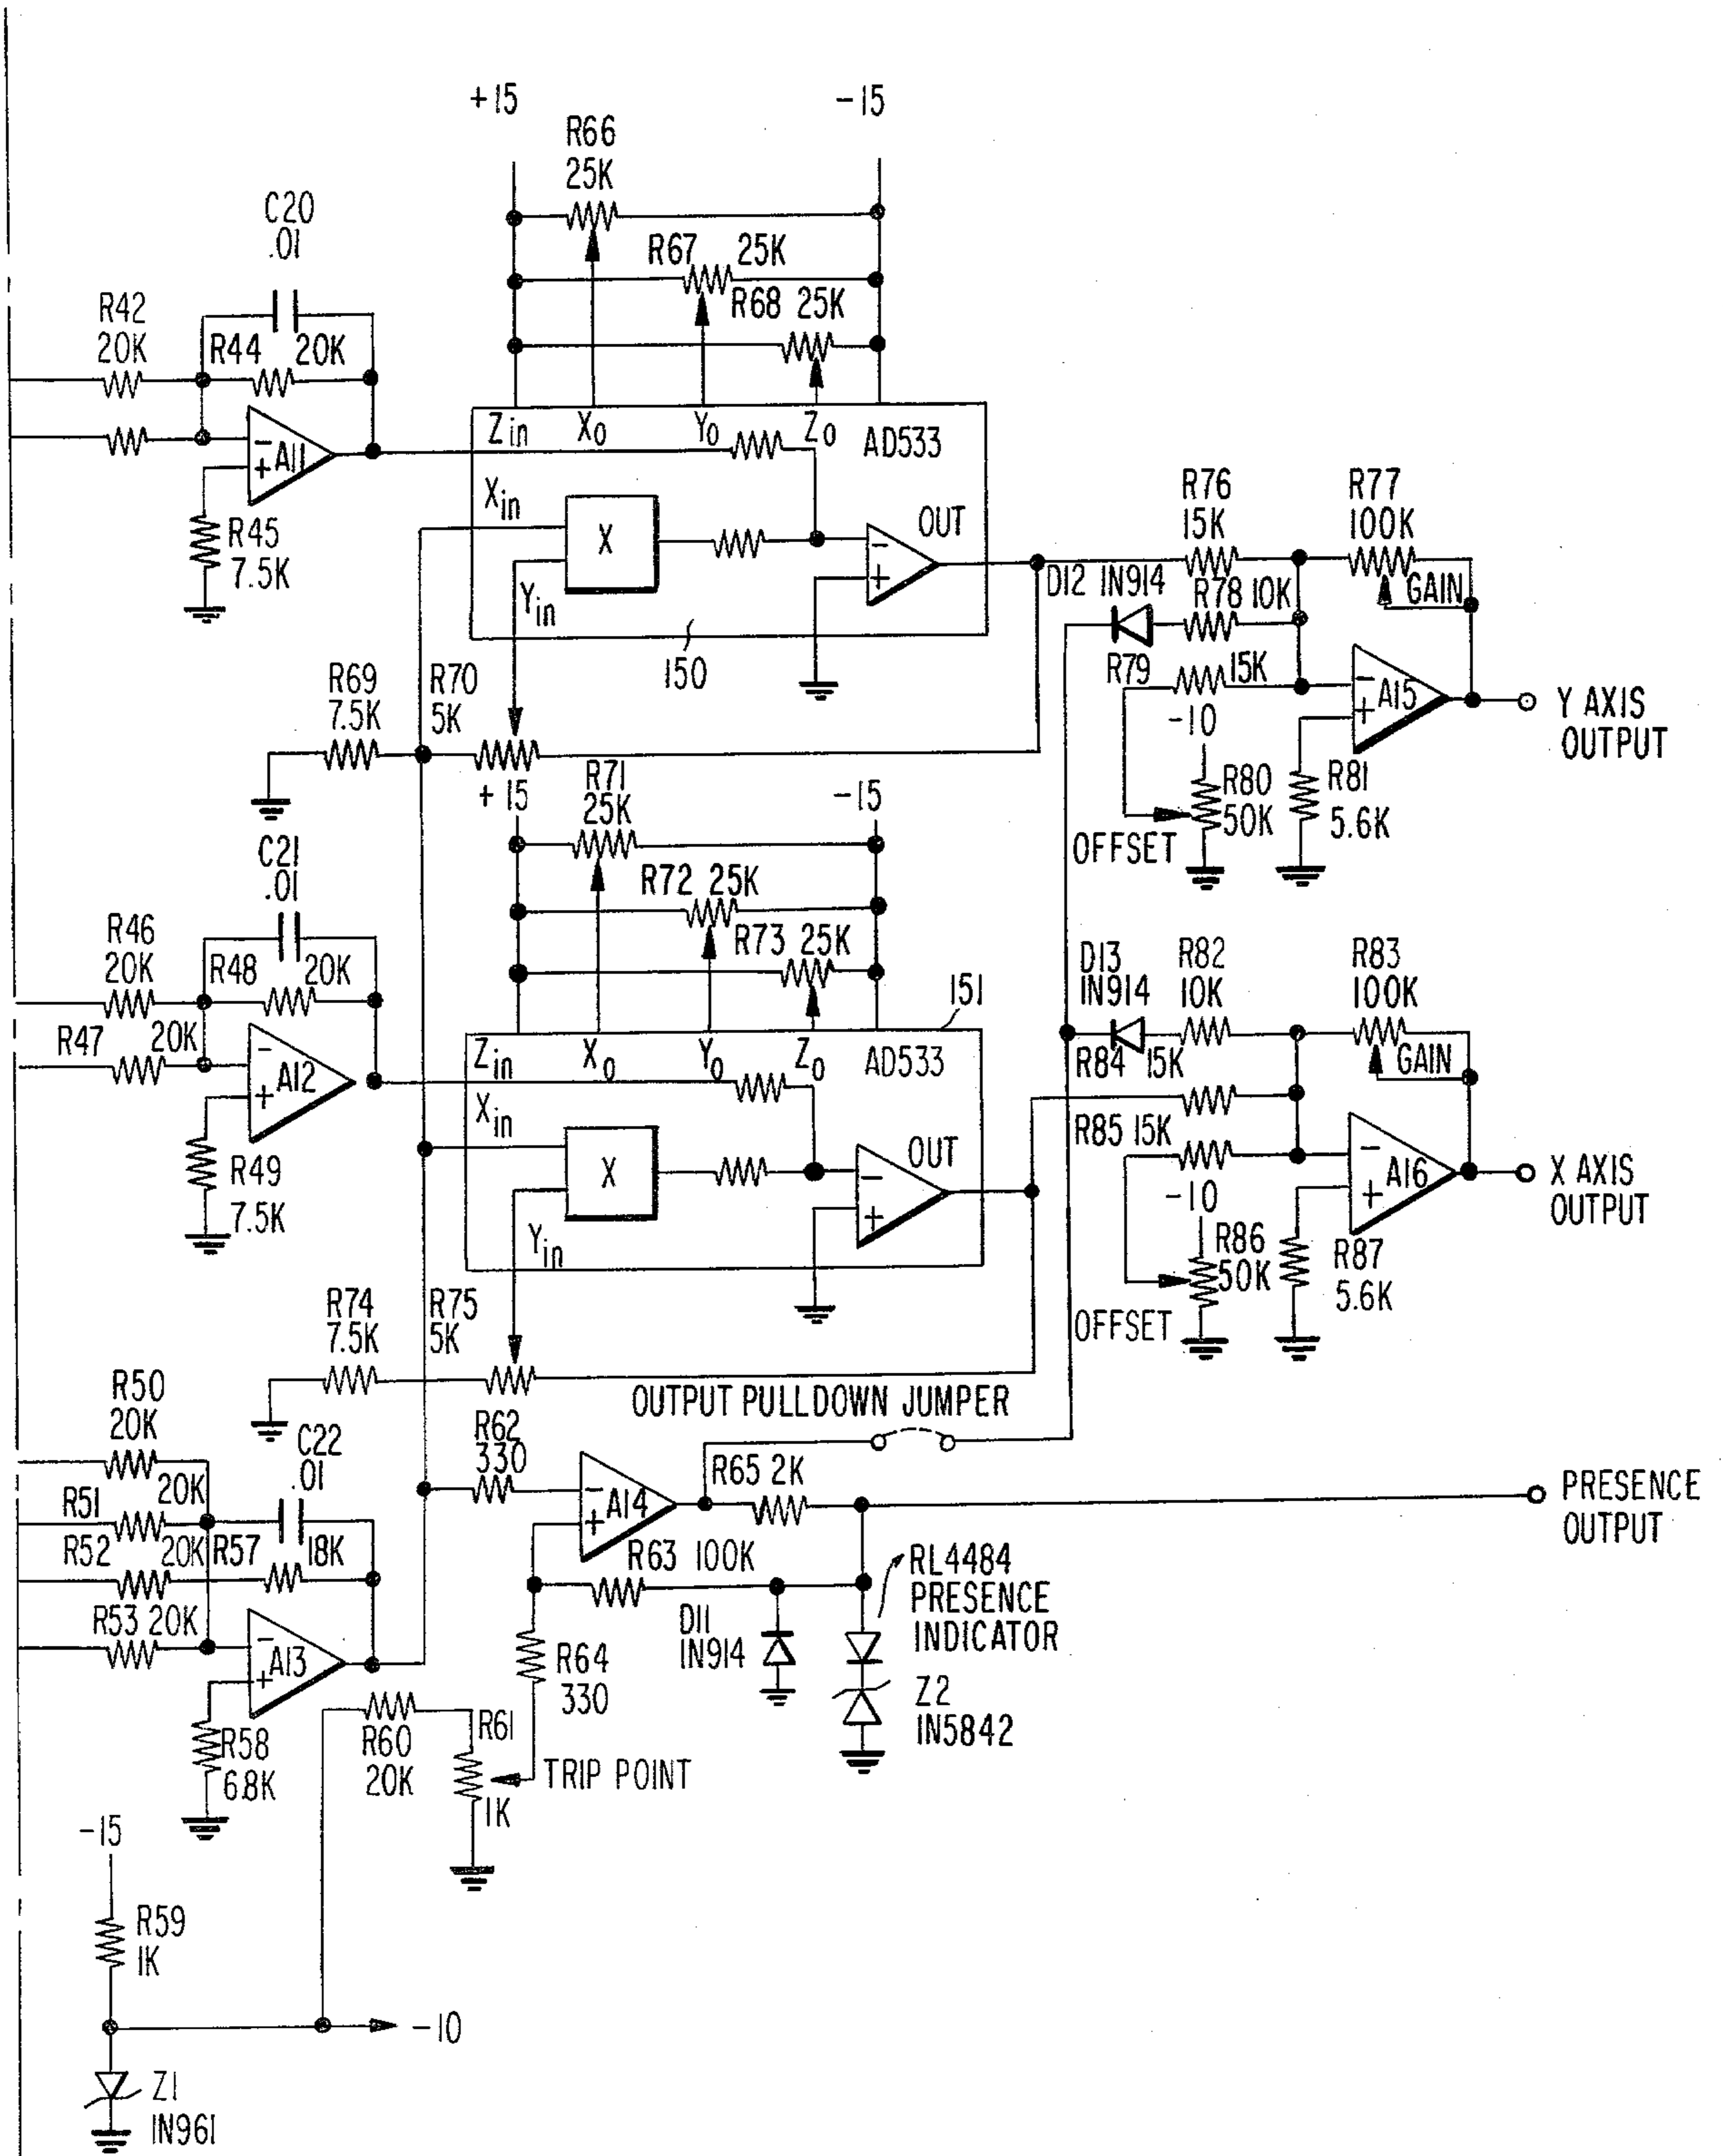 +15
-15
R66
25K
C20
.01
R67 25K
R68 25K
R42
20K
R44 20K
Zin
X0
Y0
Z0
AD533
-
A11
+
Xin
X
OUT
-
+
R45
7.5K
Yin
150
R76
15K
R77
100K
GAIN
D12 IN914
R78 10K
R79 15K
-10
-
A15
+
Y AXIS
OUTPUT
R80
50K
R81
5.6K
OFFSET
R69
7.5K
R70
5K
+15
R71
25K
-15
C21
.01
R72 25K
R73 25K
R46
20K
R48 20K
R47 20K
151
Zin
X0
Y0
Z0
AD533
-
A12
+
Xin
X
OUT
-
+
R49
7.5K
Yin
D13
IN914
R82
10K
R83
100K
GAIN
R84 15K
R85 15K
-10
-
A16
+
X AXIS
OUTPUT
R86
50K
R87
5.6K
OFFSET
R74
7.5K
R75
5K
OUTPUT PULLDOWN JUMPER
R50
20K
C22
.01
R62
330
-
A14
+
R65 2K
PRESENCE
OUTPUT
R51 20K
R52 20K
R57 18K
R53 20K
R63 100K
RL4484
PRESENCE
INDICATOR
D11
IN914
-
A13
+
R64
330
Z2
IN5842
R58
6.8K
R60
20K
R61
1K
TRIP POINT
-15
R59
1K
-10
Z1
IN961